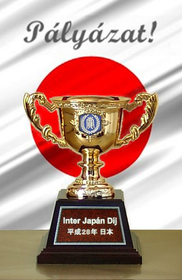 Pályázat!
Inter Japán Díj
平成28年 日本